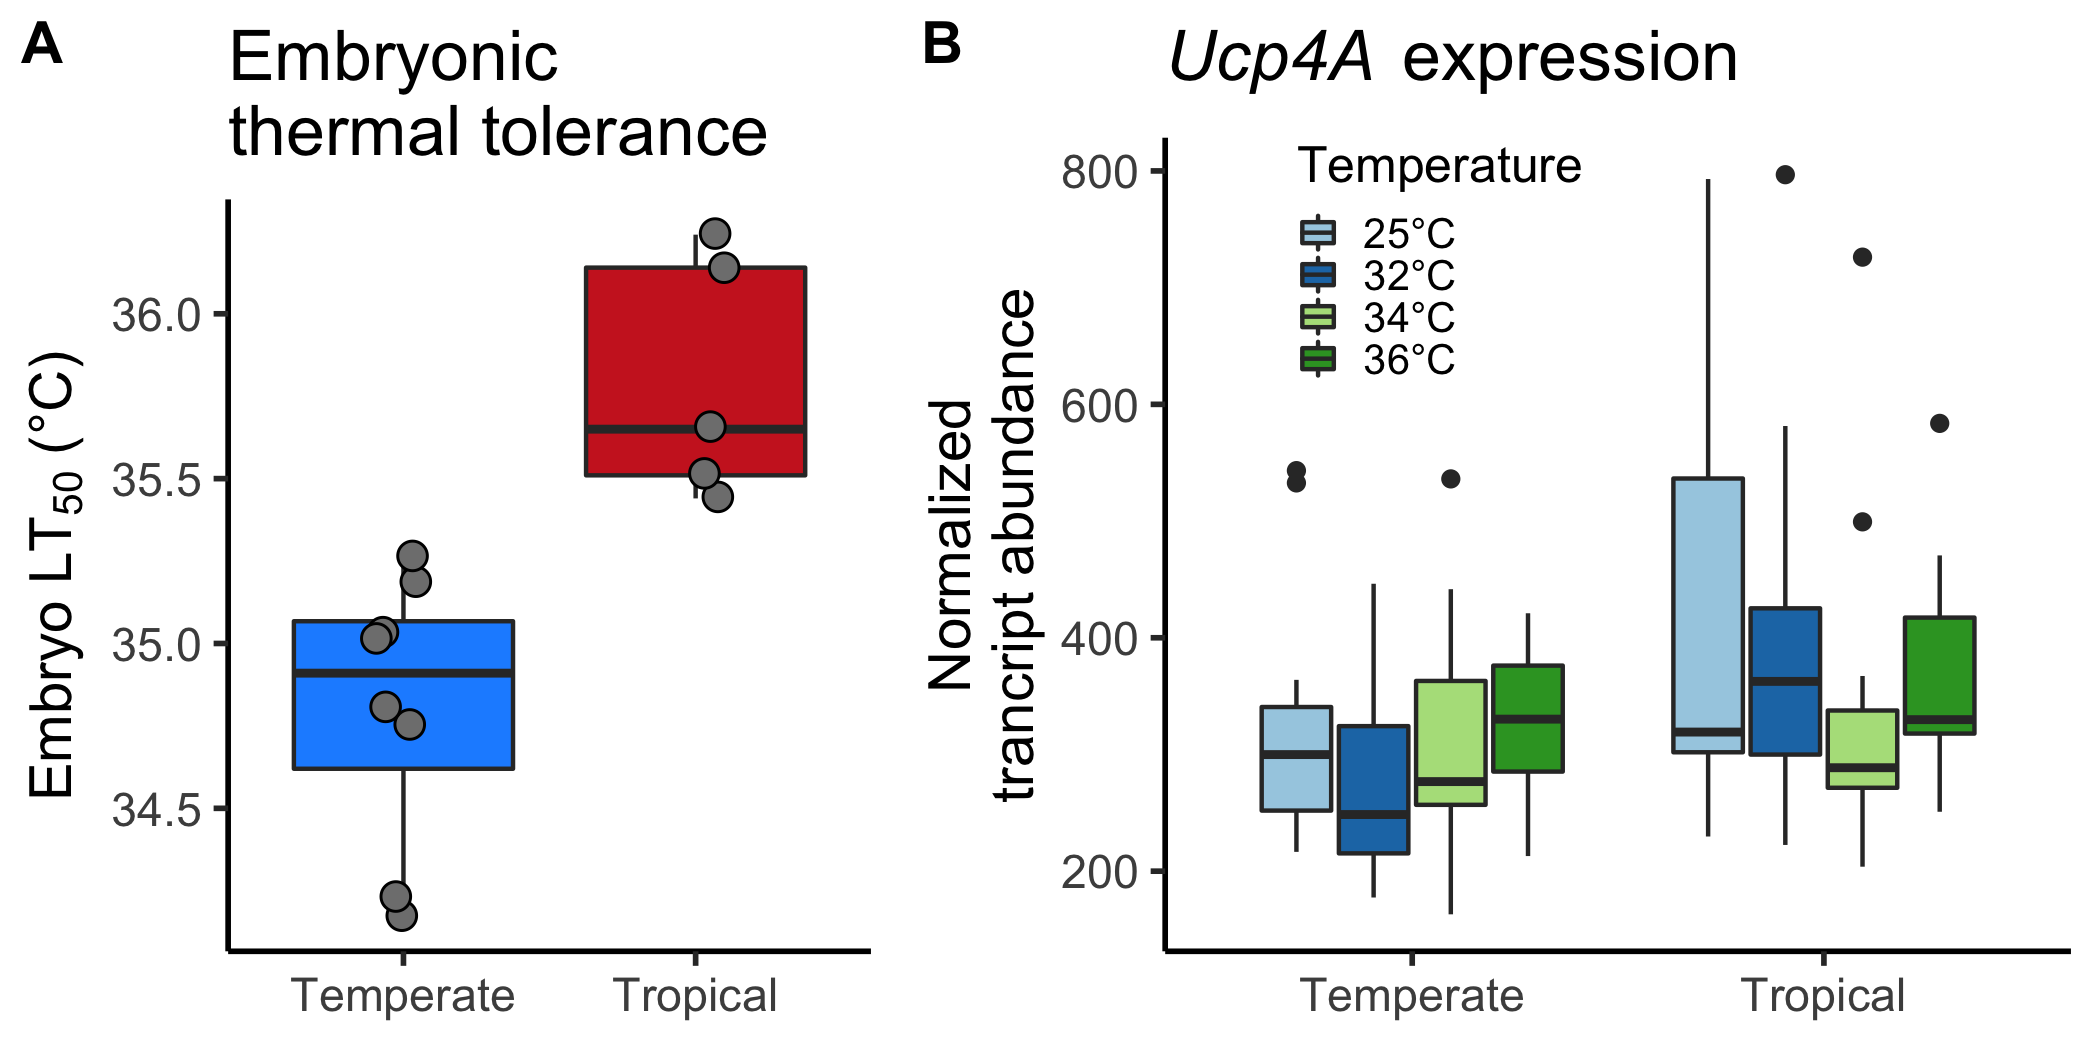 A
Embryonic
thermal tolerance
Embryo LT50 (°C)
36.0
35.5
35.0
34.5
Temperate
Tropical
B
Ucp4A expression
Normalized
trancript abundance
800
600
400
200
Temperature
25°C
32°C
34°C
36°C
Temperate
Tropical